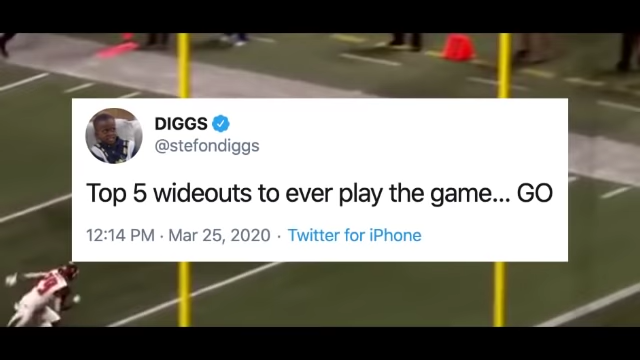 DIGGS
@stefondiggs
Top 5 wideouts to ever play the game... GO
12:14 PM · Mar 25, 2020 · Twitter for iPhone